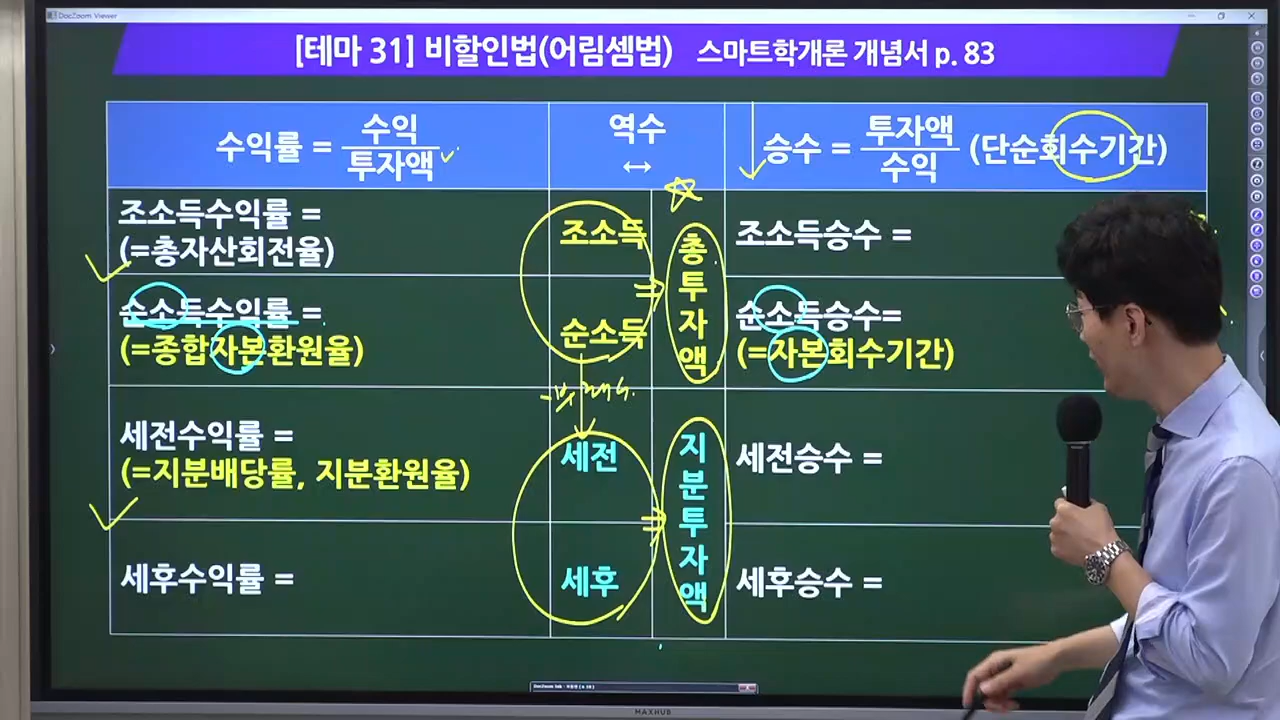 DocZoom Viewer
[테마 31] 비할인법(어림셈법) 스마트학개론 개념서 p. 83
수익률 = 수익 / 투자액
역수
↔
승수 = 투자액 / 수익 (단순회수기간)
조소득수익률 =
(=총자산회전율)
조소득
총투자액
조소득승수 =
순소득수익률 =
(=종합자본환원율)
순소득
순소득승수=
(=자본회수기간)
세전수익률 =
(=지분배당률, 지분환원율)
세전
지분투자액
세전승수 =
세후수익률 =
세후
세후승수 =
MAXHUB